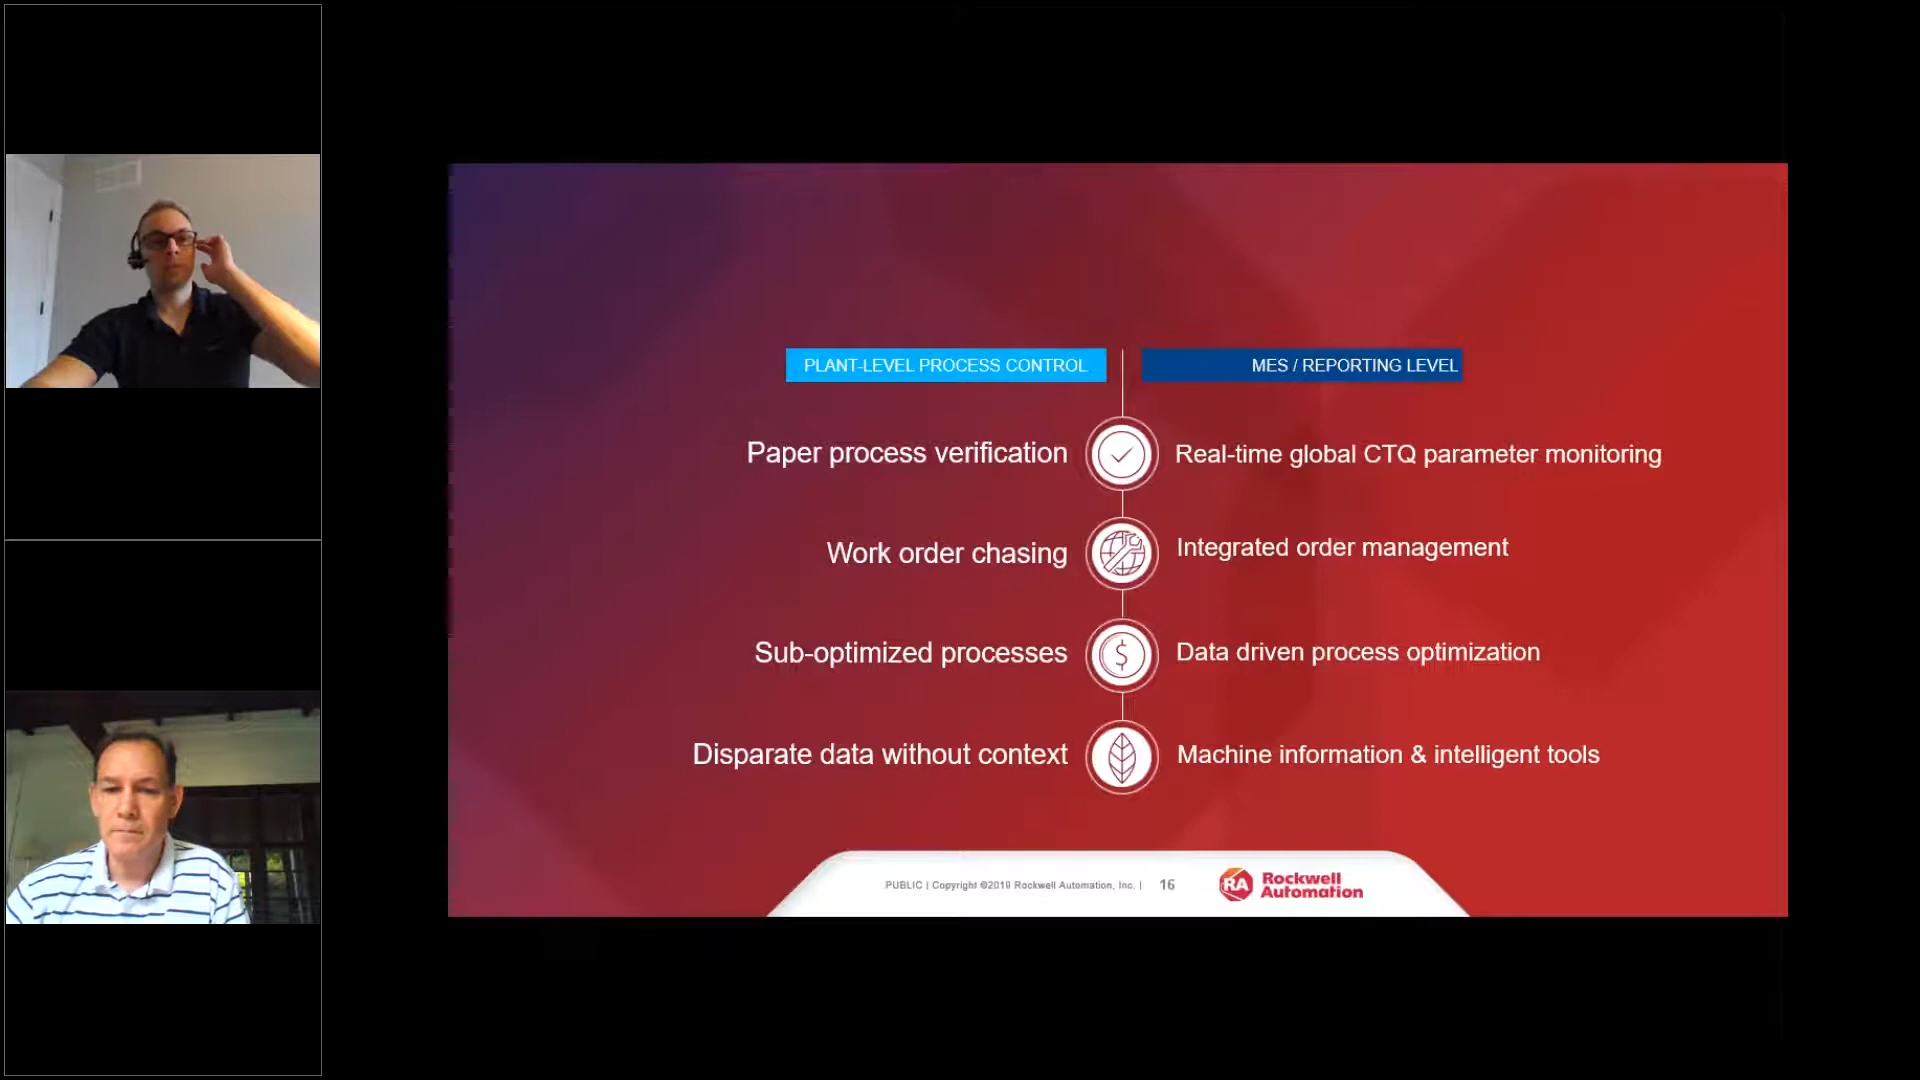 PLANT-LEVEL PROCESS CONTROL
MES / REPORTING LEVEL
Paper process verification
Real-time global CTQ parameter monitoring
Work order chasing
Integrated order management
Sub-optimized processes
$
Data driven process optimization
Disparate data without context
Machine information & intelligent tools
PUBLIC | Copyright ©2019 Rockwell Automation, Inc. |
16
RA
Rockwell
Automation